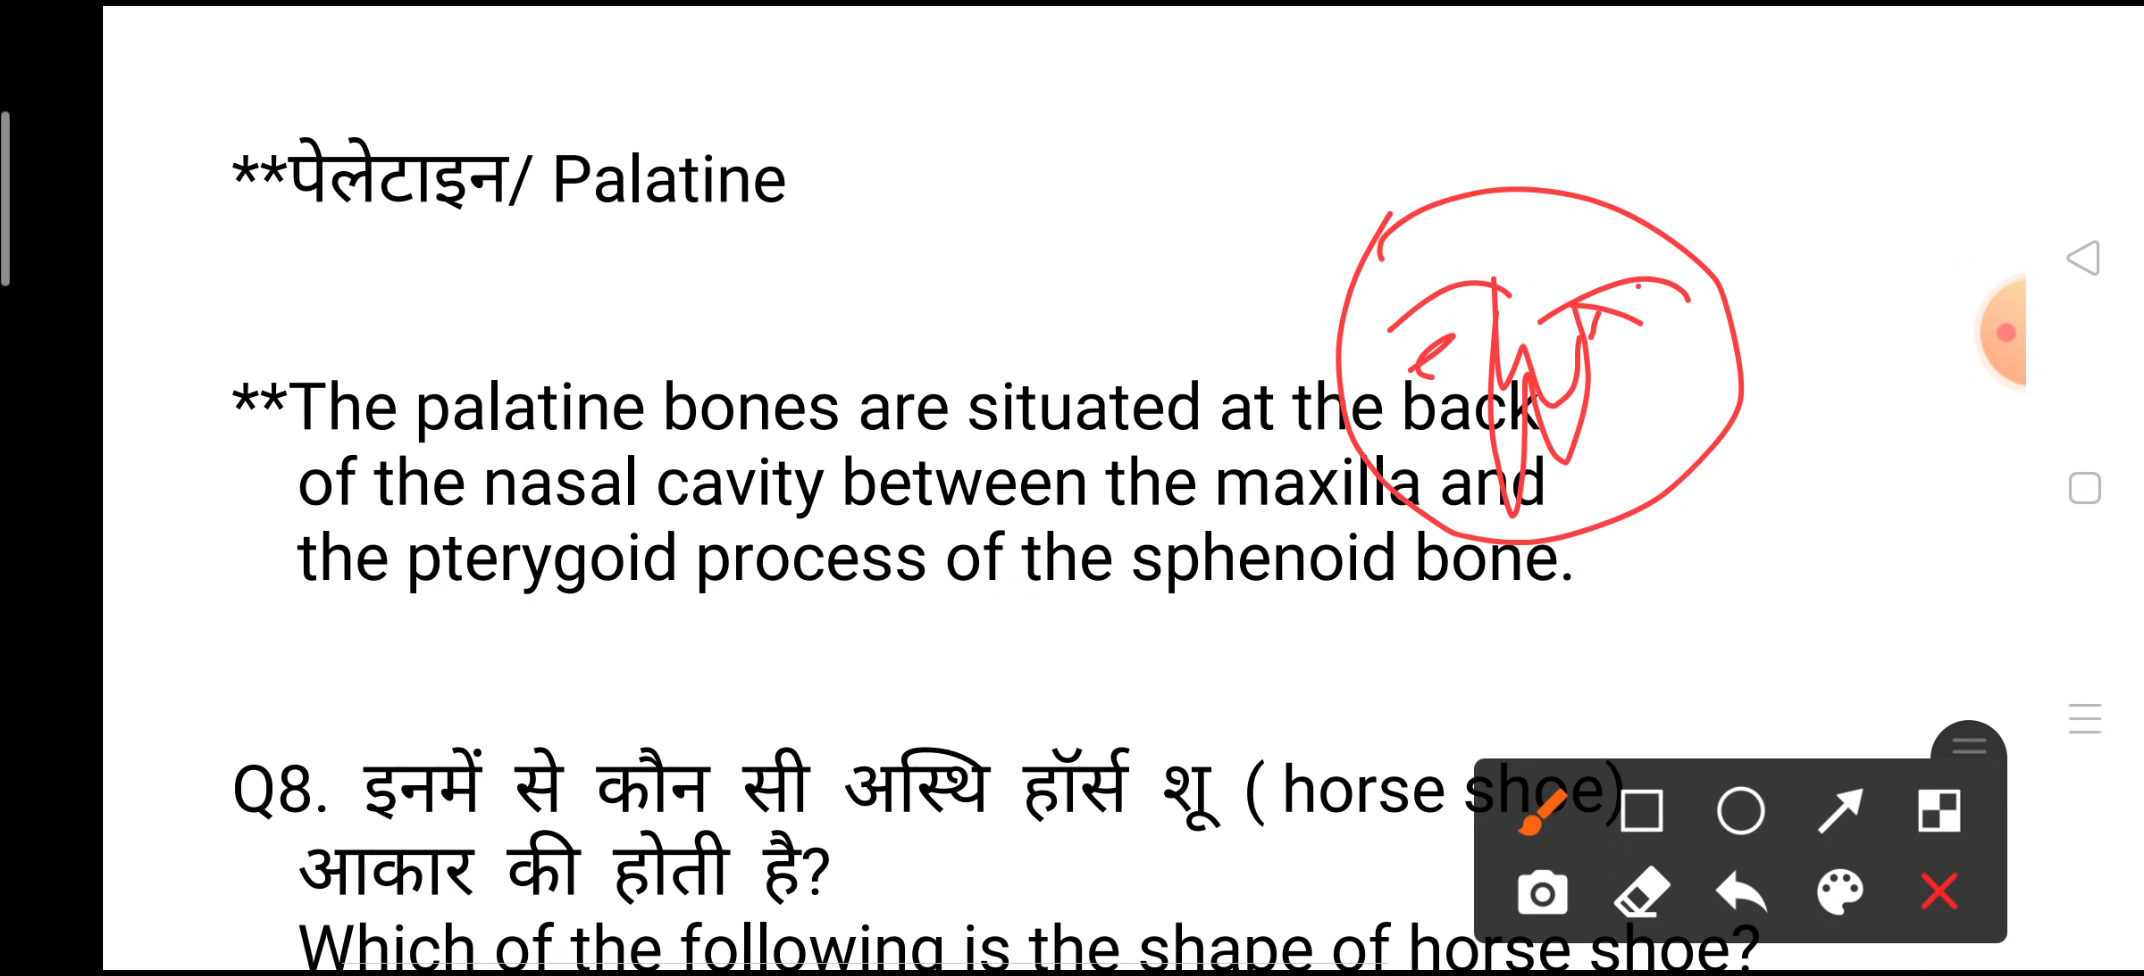 **पेलेटाइन/ Palatine
**The palatine bones are situated at the back
of the nasal cavity between the maxilla and
the pterygoid process of the sphenoid bone.
Q8. इनमें से कौन सी अस्थि हॉर्स शू ( horse shoe)
आकार की होती है?
Which of the following is the shape of horse shoe?